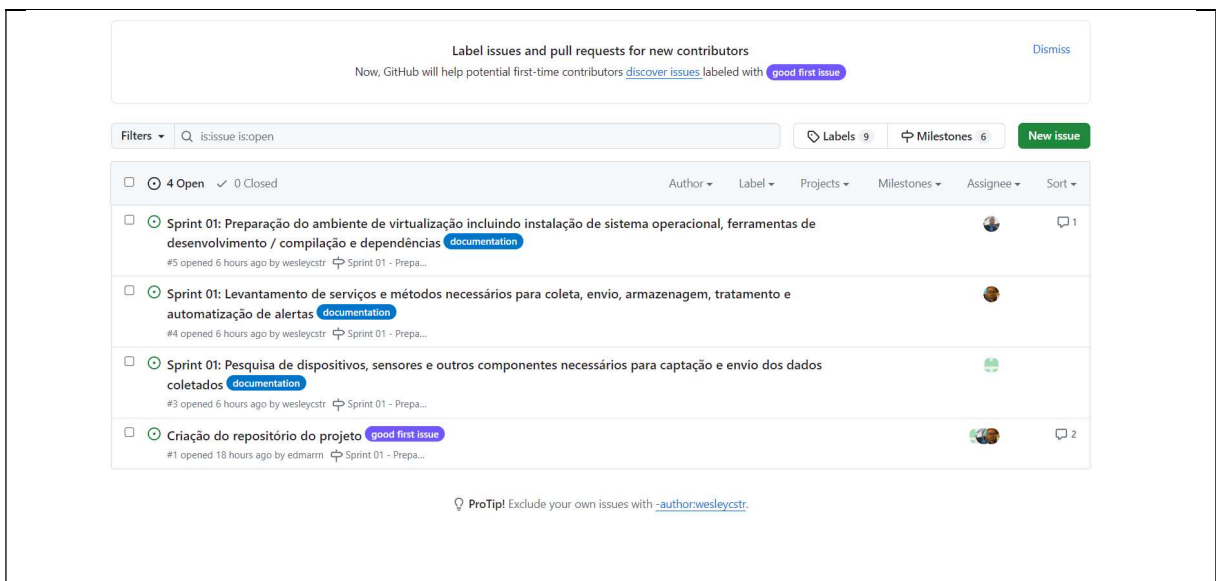 Label issues and pull requests for new contributors
Dismiss
Now, GitHub will help potential first-time contributors discover issues labeled with good first issue
Filters is:issue is:open Labels 9 Milestones 6 New issue
4 Open 0 Closed Author Label Projects Milestones Assignee Sort
Sprint 01: Preparação do ambiente de virtualização incluindo instalação de sistema operacional, ferramentas de 1
desenvolvimento / compilação e dependências documentation
#5 opened 6 hours ago by wesleycstr Sprint 01 - Prepa...
Sprint 01: Levantamento de serviços e métodos necessários para coleta, envio, armazenagem, tratamento e
automatização de alertas documentation
#4 opened 6 hours ago by wesleycstr Sprint 01 - Prepa...
Sprint 01: Pesquisa de dispositivos, sensores e outros componentes necessários para captação e envio dos dados
coletados documentation
#3 opened 6 hours ago by wesleycstr Sprint 01 - Prepa...
Criação do repositório do projeto good first issue 2
#1 opened 18 hours ago by edmarm Sprint 01 - Prepa...
ProTip! Exclude your own issues with -author:wesleycstr.